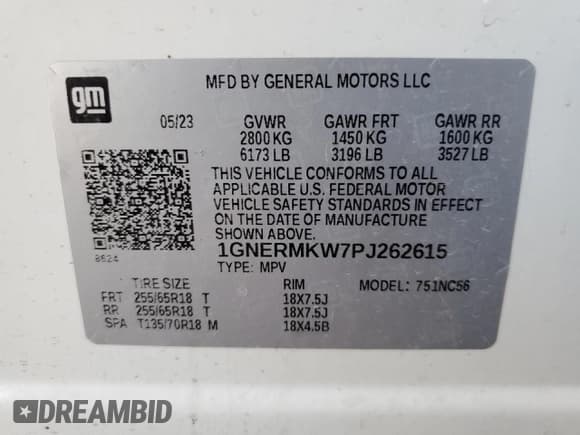 gm
MFD BY GENERAL MOTORS LLC
05/23 GVWR GAWR FRT GAWR RR
2800 KG 1450 KG 1600 KG
6173 LB 3196 LB 3527 LB
THIS VEHICLE CONFORMS TO ALL
APPLICABLE U.S. FEDERAL MOTOR
VEHICLE SAFETY STANDARDS IN EFFECT
ON THE DATE OF MANUFACTURE
SHOWN ABOVE.
8624 1GNERMKW7PJ262615
TYPE: MPV
TIRE SIZE RIM MODEL: 751NC56
FRT 255/65R18 T 18X7.5J
RR 255/65R18 T 18X7.5J
SPA T135/70R18 M 18X4.5B
DREAMBID